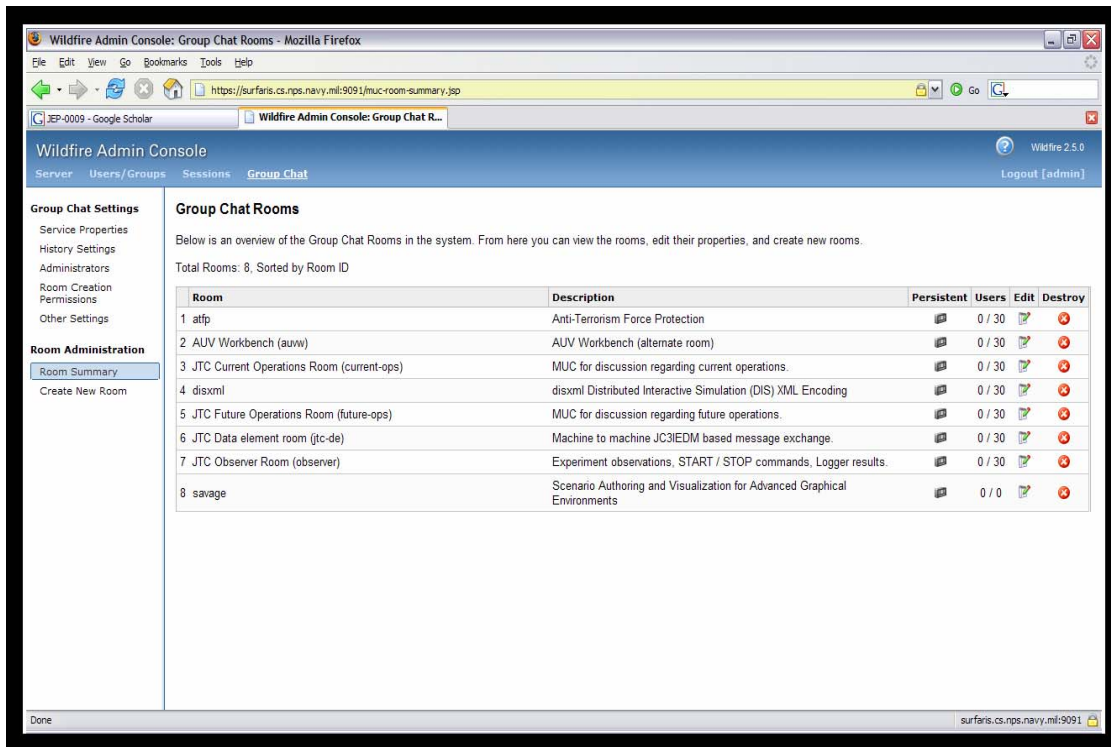 Wildfire Admin Console: Group Chat Rooms - Mozilla Firefox
File Edit View Go Bookmarks Tools Help
https://surfaris.cs.nps.navy.mil:9091/muc-room-summary.jsp Go G
G JEP-0009 - Google Scholar Wildfire Admin Console: Group Chat R...
Wildfire Admin Console ? Wildfire 2.5.0
Server Users/Groups Sessions Group Chat Logout [admin]
Group Chat Settings
Service Properties
History Settings
Administrators
Room Creation
Permissions
Other Settings
Room Administration
Room Summary
Create New Room
Group Chat Rooms
Below is an overview of the Group Chat Rooms in the system. From here you can view the rooms, edit their properties, and create new rooms.
Total Rooms: 8, Sorted by Room ID
Room Description Persistent Users Edit Destroy
1 atfp Anti-Terrorism Force Protection 0 / 30
2 AUV Workbench (auvw) AUV Workbench (alternate room) 0 / 30
3 JTC Current Operations Room (current-ops) MUC for discussion regarding current operations. 0 / 30
4 disxml disxml Distributed Interactive Simulation (DIS) XML Encoding 0 / 30
5 JTC Future Operations Room (future-ops) MUC for discussion regarding future operations. 0 / 30
6 JTC Data element room (jtc-de) Machine to machine JC3IEDM based message exchange. 0 / 30
7 JTC Observer Room (observer) Experiment observations, START / STOP commands, Logger results. 0 / 30
8 savage Scenario Authoring and Visualization for Advanced Graphical
Environments 0 / 0
Done surfaris.cs.nps.navy.mil:9091